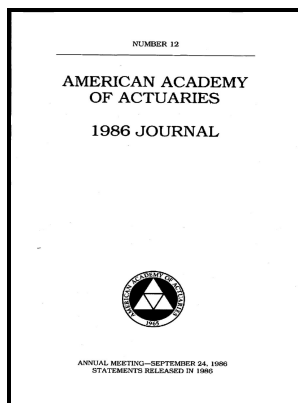 NUMBER 12
AMERICAN ACADEMY
OF ACTUARIES
1986 JOURNAL
AMERICAN ACADEMY OF ACTUARIES
1965
ANNUAL MEETING—SEPTEMBER 24, 1986
STATEMENTS RELEASED IN 1986